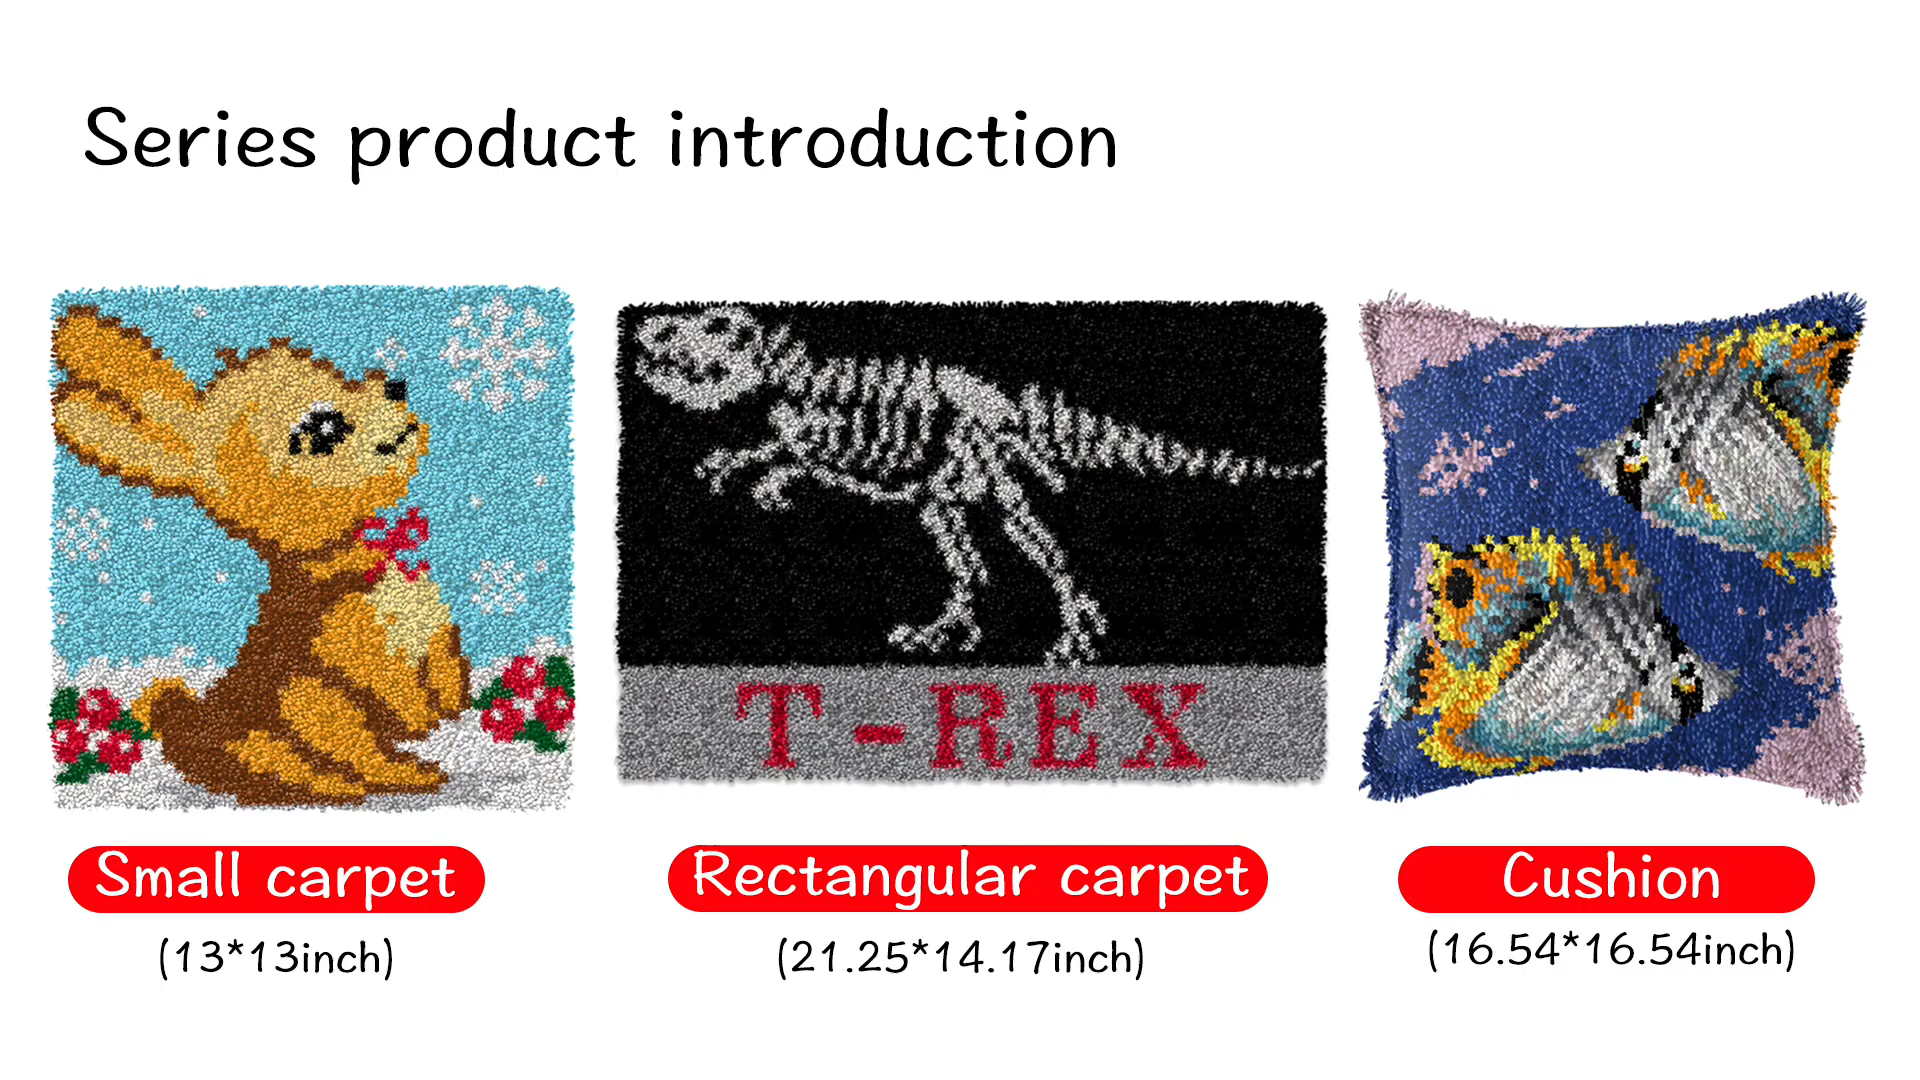 Series product introduction
T-REX
Small carpet
Rectangular carpet
Cushion
(13*13inch)
(21.25*14.17inch)
(16.54*16.54inch)